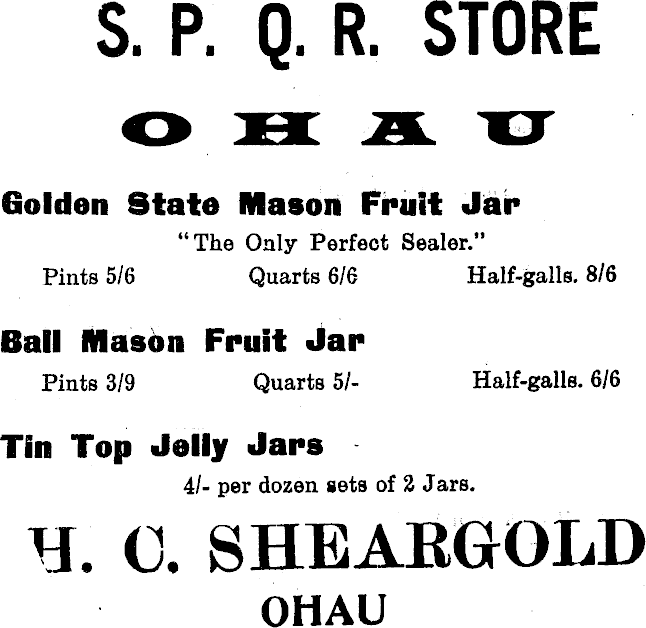 S. P. Q. R. STORE
OHAU
Golden State Mason Fruit Jar
"The Only Perfect Sealer."
Pints 5/6 Quarts 6/6 Half-galls. 8/6
Ball Mason Fruit Jar
Pints 3/9 Quarts 5/- Half-galls. 6/6
Tin Top Jelly Jars
4/- per dozen sets of 2 Jars.
H. C. SHEARGOLD
OHAU